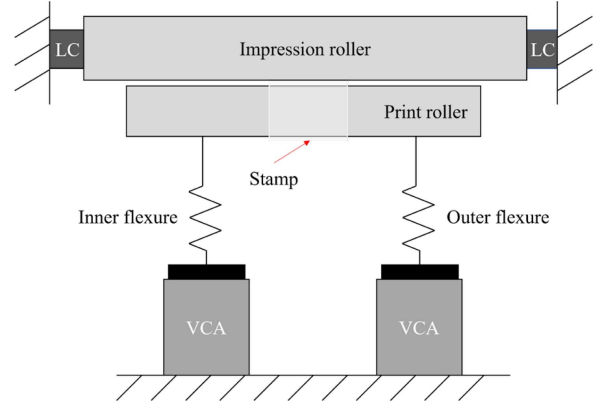 LC
Impression roller
LC
Print roller
Stamp
Inner flexure
Outer flexure
VCA
VCA